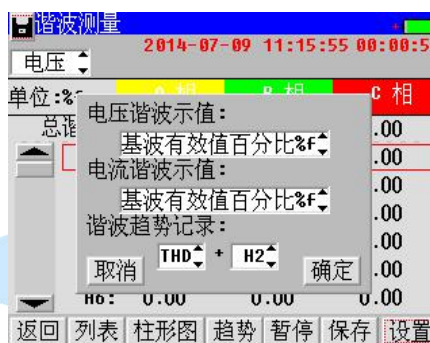 谐波测量
2014-07-09 11:15:55 00:00:5
电压
单位:%
C 相
总谐
.00
电压谐波示值:
基波有效值百分比%f
.00
电流谐波示值:
.00
基波有效值百分比%f
.00
谐波趋势记录:
.00
THD + H2
取消 确定
.00
H6: 0.00 0.00 0.00
返回 列表 柱形图 趋势 暂停 保存 设置